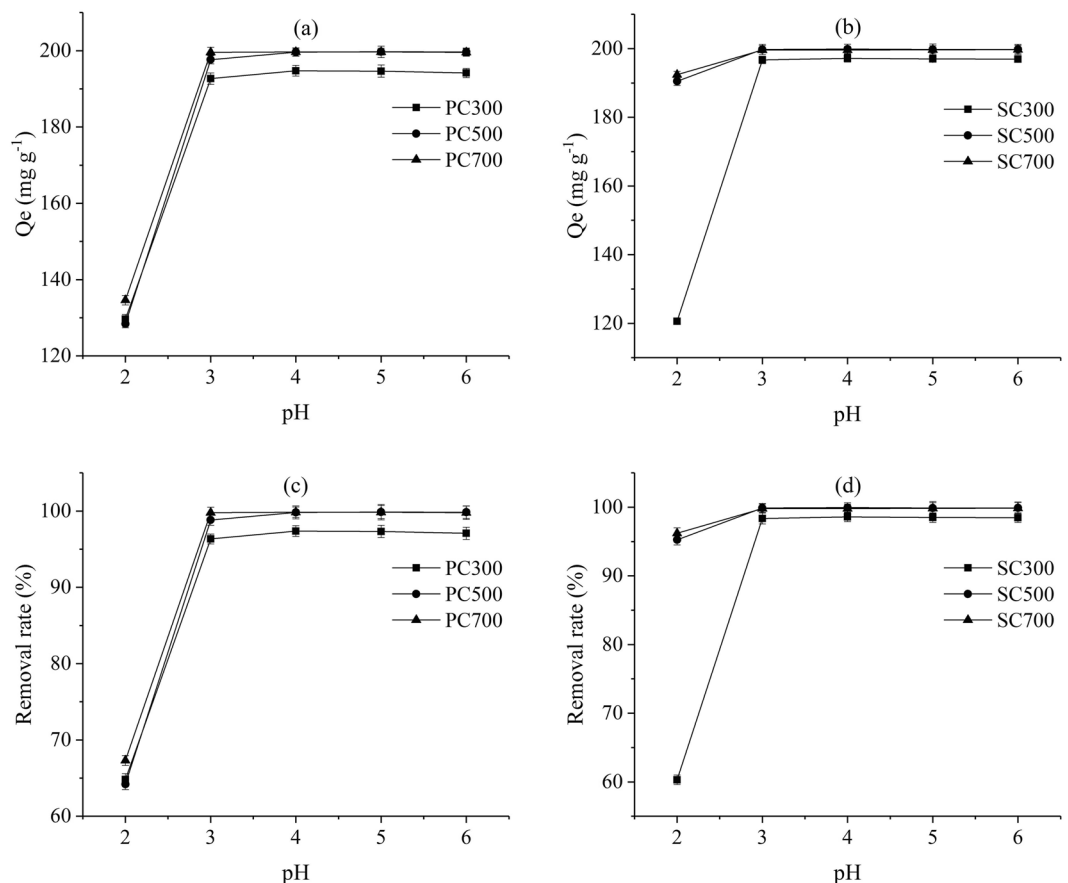 (a)
200
180
160
140
120
Qe (mg g-1)
PC300
PC500
PC700
2 3 4 5 6
pH
(b)
200
180
160
140
120
Qe (mg g-1)
SC300
SC500
SC700
2 3 4 5 6
pH
(c)
100
90
80
70
60
Removal rate (%)
PC300
PC500
PC700
2 3 4 5 6
pH
(d)
100
90
80
70
60
Removal rate (%)
SC300
SC500
SC700
2 3 4 5 6
pH